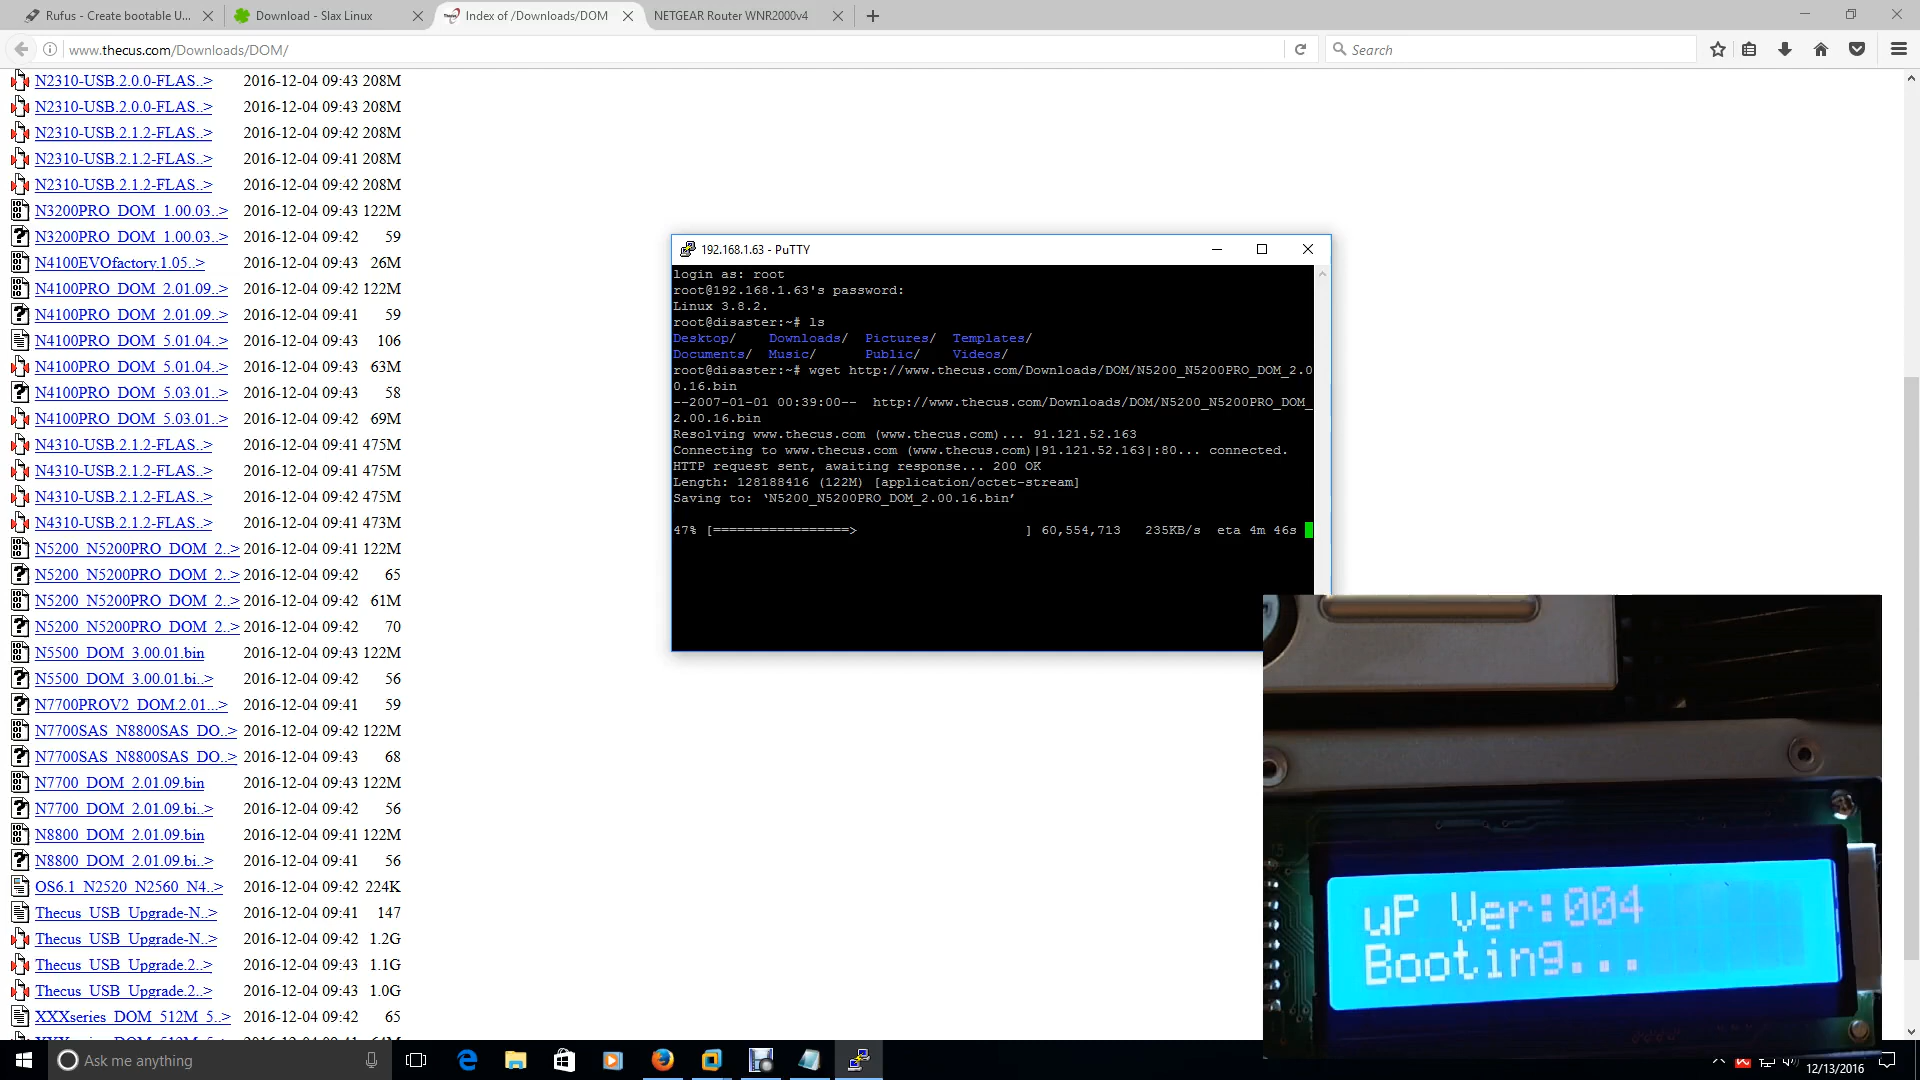 Rufus - Create bootable U...
Download - Slax Linux
Index of /Downloads/DOM
NETGEAR Router WNR2000v4
www.thecus.com/Downloads/DOM/
Search
N2310-USB.2.0.0-FLAS..> 2016-12-04 09:43 208M
N2310-USB.2.0.0-FLAS..> 2016-12-04 09:43 208M
N2310-USB.2.1.2-FLAS..> 2016-12-04 09:42 208M
N2310-USB.2.1.2-FLAS..> 2016-12-04 09:41 208M
N2310-USB.2.1.2-FLAS..> 2016-12-04 09:42 208M
N3200PRO_DOM_1.00.03..> 2016-12-04 09:43 122M
N3200PRO_DOM_1.00.03..> 2016-12-04 09:42 59
N4100EVOfactory.1.05..> 2016-12-04 09:43 26M
N4100PRO_DOM_2.01.09..> 2016-12-04 09:42 122M
N4100PRO_DOM_2.01.09..> 2016-12-04 09:41 59
N4100PRO_DOM_5.01.04..> 2016-12-04 09:43 106
N4100PRO_DOM_5.01.04..> 2016-12-04 09:43 63M
N4100PRO_DOM_5.03.01..> 2016-12-04 09:43 58
N4100PRO_DOM_5.03.01..> 2016-12-04 09:42 69M
N4310-USB.2.1.2-FLAS..> 2016-12-04 09:41 475M
N4310-USB.2.1.2-FLAS..> 2016-12-04 09:41 475M
N4310-USB.2.1.2-FLAS..> 2016-12-04 09:42 475M
N4310-USB.2.1.2-FLAS..> 2016-12-04 09:41 473M
N5200_N5200PRO_DOM_2..> 2016-12-04 09:41 122M
N5200_N5200PRO_DOM_2..> 2016-12-04 09:42 65
N5200_N5200PRO_DOM_2..> 2016-12-04 09:42 61M
N5200_N5200PRO_DOM_2..> 2016-12-04 09:42 70
N5500_DOM_3.00.01.bin 2016-12-04 09:43 122M
N5500_DOM_3.00.01.bi..> 2016-12-04 09:42 56
N7700PROV2_DOM.2.01...> 2016-12-04 09:41 59
N7700SAS_N8800SAS_DO..> 2016-12-04 09:42 122M
N7700SAS_N8800SAS_DO..> 2016-12-04 09:43 68
N7700_DOM_2.01.09.bin 2016-12-04 09:43 122M
N7700_DOM_2.01.09.bi..> 2016-12-04 09:42 56
N8800_DOM_2.01.09.bin 2016-12-04 09:41 122M
N8800_DOM_2.01.09.bi..> 2016-12-04 09:41 56
OS6.1_N2520_N2560_N4..> 2016-12-04 09:42 224K
Thecus_USB_Upgrade-N..> 2016-12-04 09:41 147
Thecus_USB_Upgrade-N..> 2016-12-04 09:42 1.2G
Thecus_USB_Upgrade.2..> 2016-12-04 09:43 1.1G
Thecus_USB_Upgrade.2..> 2016-12-04 09:43 1.0G
XXXseries_DOM_512M_5..> 2016-12-04 09:42 65
192.168.1.63 - PuTTY
login as: root
root@192.168.1.63's password:
Linux 3.8.2.
root@disaster:~# ls
Desktop/ Downloads/ Pictures/ Templates/
Documents/ Music/ Public/ Videos/
root@disaster:~# wget http://www.thecus.com/Downloads/DOM/N5200_N5200PRO_DOM_2.0
0.16.bin
--2007-01-01 00:39:00-- http://www.thecus.com/Downloads/DOM/N5200_N5200PRO_DOM_
2.00.16.bin
Resolving www.thecus.com (www.thecus.com)... 91.121.52.163
Connecting to www.thecus.com (www.thecus.com)|91.121.52.163|:80... connected.
HTTP request sent, awaiting response... 200 OK
Length: 128188416 (122M) [application/octet-stream]
Saving to: ‘N5200_N5200PRO_DOM_2.00.16.bin’
47% [=================> ] 60,554,713 235KB/s eta 4m 46s
uP Ver:004
Booting...
Ask me anything
12/13/2016